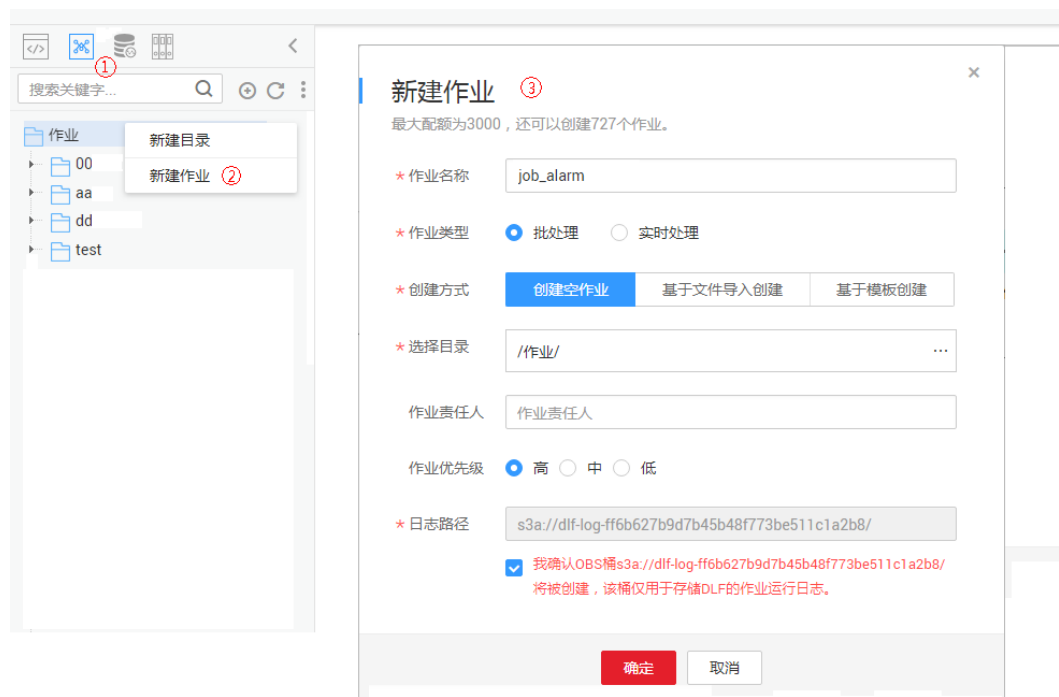 </>
①
搜索关键字...
作业
00
aa
dd
test
新建目录
新建作业 ②
新建作业 ③
最大配额为3000，还可以创建727个作业。
* 作业名称 job_alarm
* 作业类型 批处理 实时处理
* 创建方式 创建空作业 基于文件导入创建 基于模板创建
* 选择目录 /作业/ ...
作业责任人 作业责任人
作业优先级 高 中 低
* 日志路径 s3a://dlf-log-ff6b627b9d7b45b48f773be511c1a2b8/
我确认OBS桶s3a://dlf-log-ff6b627b9d7b45b48f773be511c1a2b8/
将被创建，该桶仅用于存储DLF的作业运行日志。
确定 取消